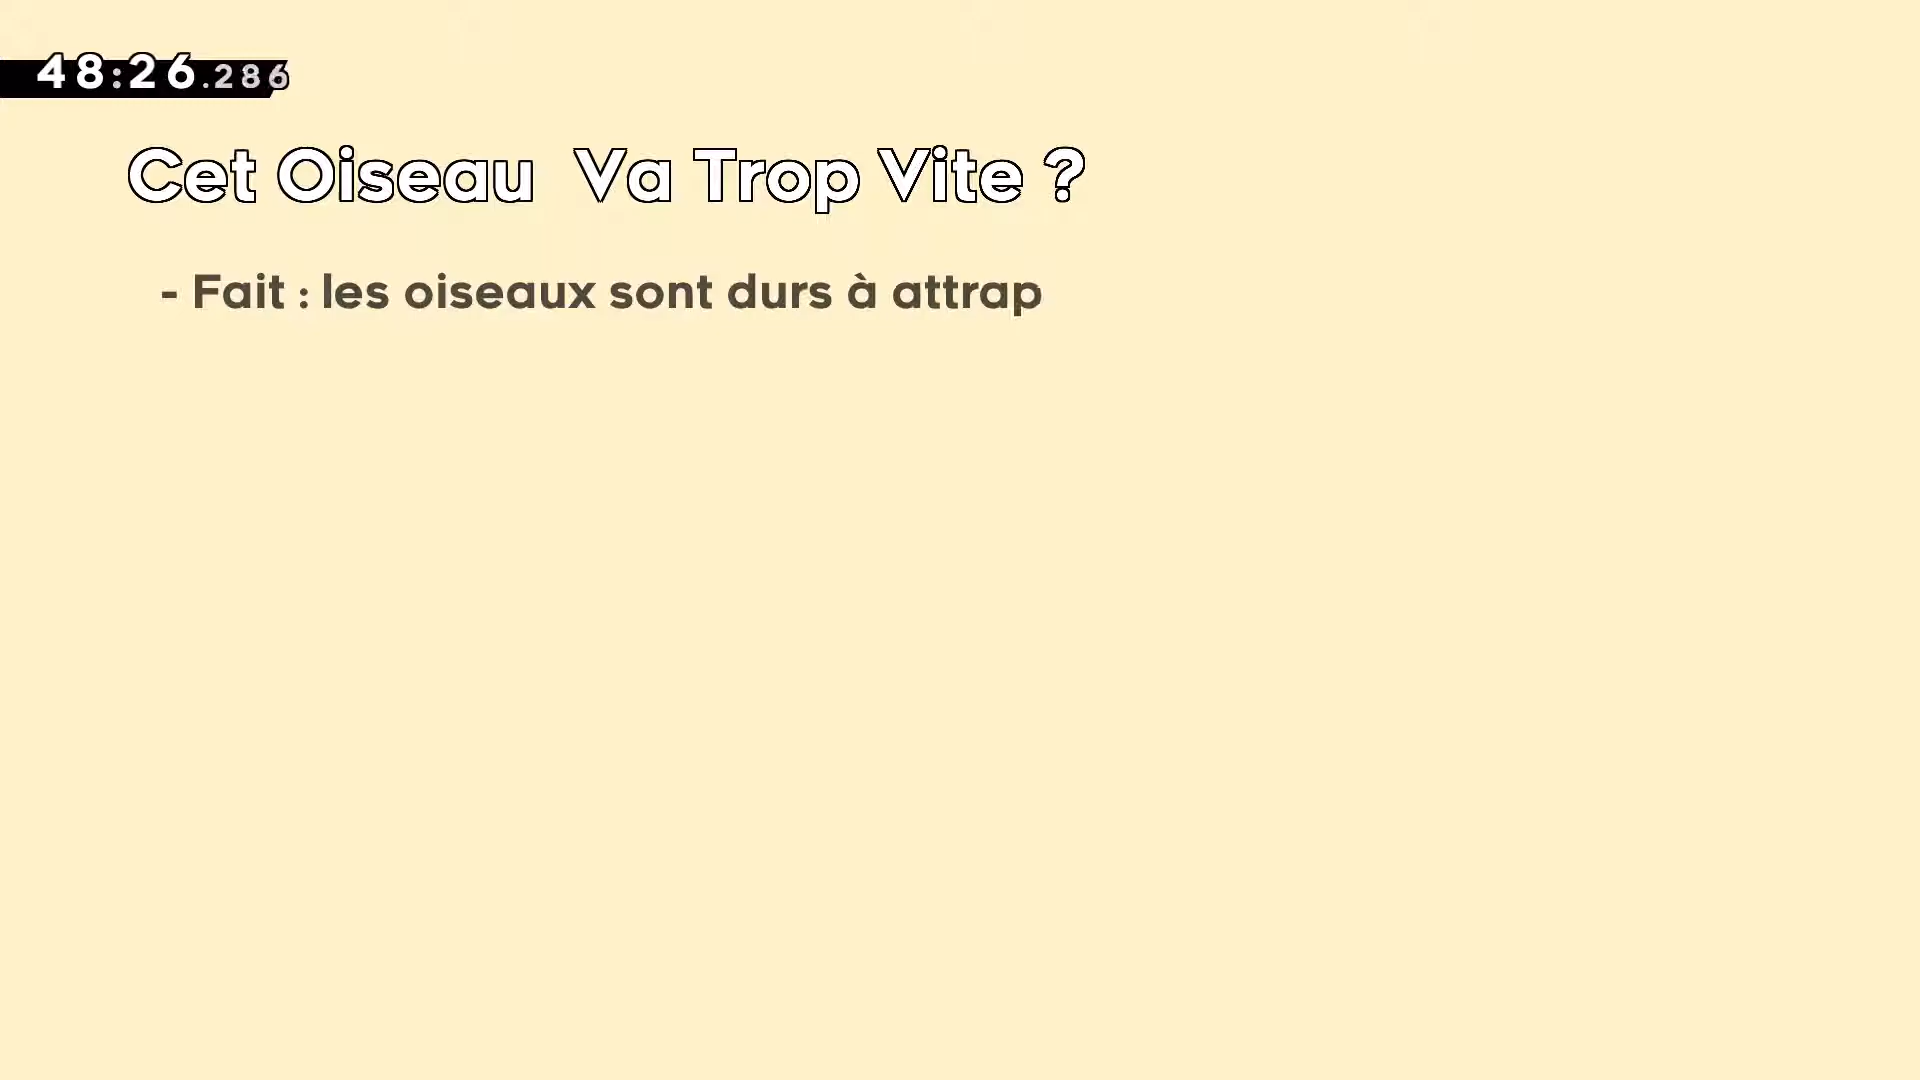 48:26.286
Cet Oiseau Va Trop Vite ?
- Fait : les oiseaux sont durs à attrap